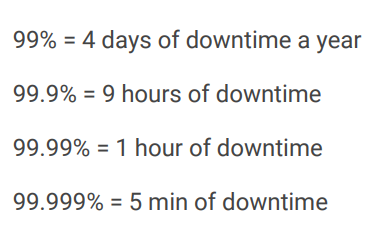 99% = 4 days of downtime a year
99.9% = 9 hours of downtime
99.99% = 1 hour of downtime
99.999% = 5 min of downtime